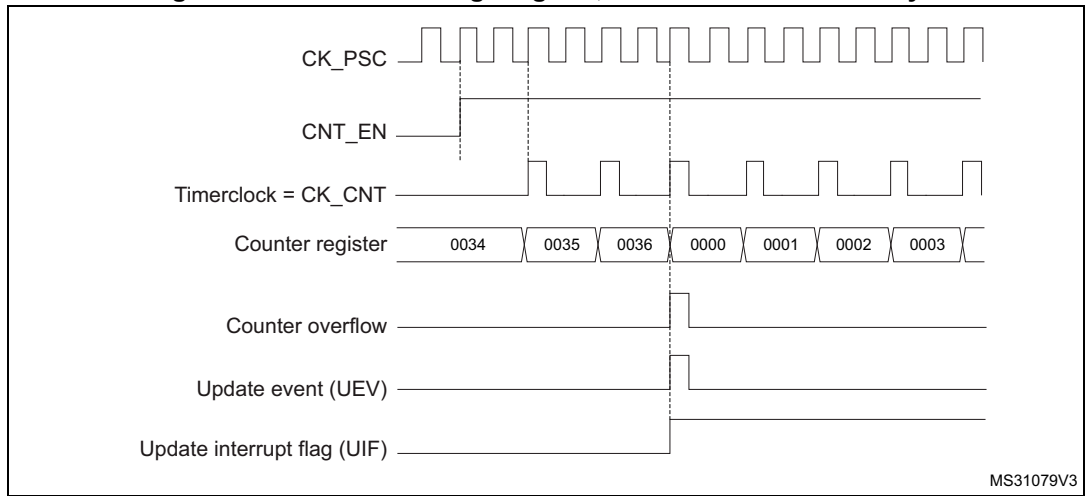 CK_PSC
CNT_EN
Timerclock = CK_CNT
Counter register 0034 0035 0036 0000 0001 0002 0003
Counter overflow
Update event (UEV)
Update interrupt flag (UIF)
MS31079V3